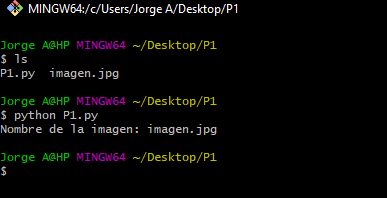 MINGW64:/c/Users/Jorge A/Desktop/P1
Jorge A@HP MINGW64 ~/Desktop/P1
$ ls
P1.py  imagen.jpg
Jorge A@HP MINGW64 ~/Desktop/P1
$ python P1.py
Nombre de la imagen: imagen.jpg
Jorge A@HP MINGW64 ~/Desktop/P1
$